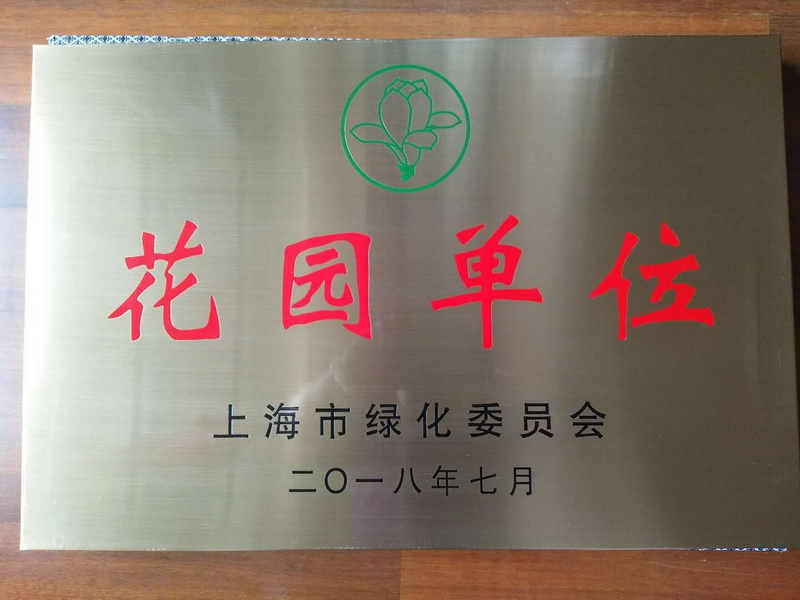 花园单位
上海市绿化委员会
二〇一八年七月